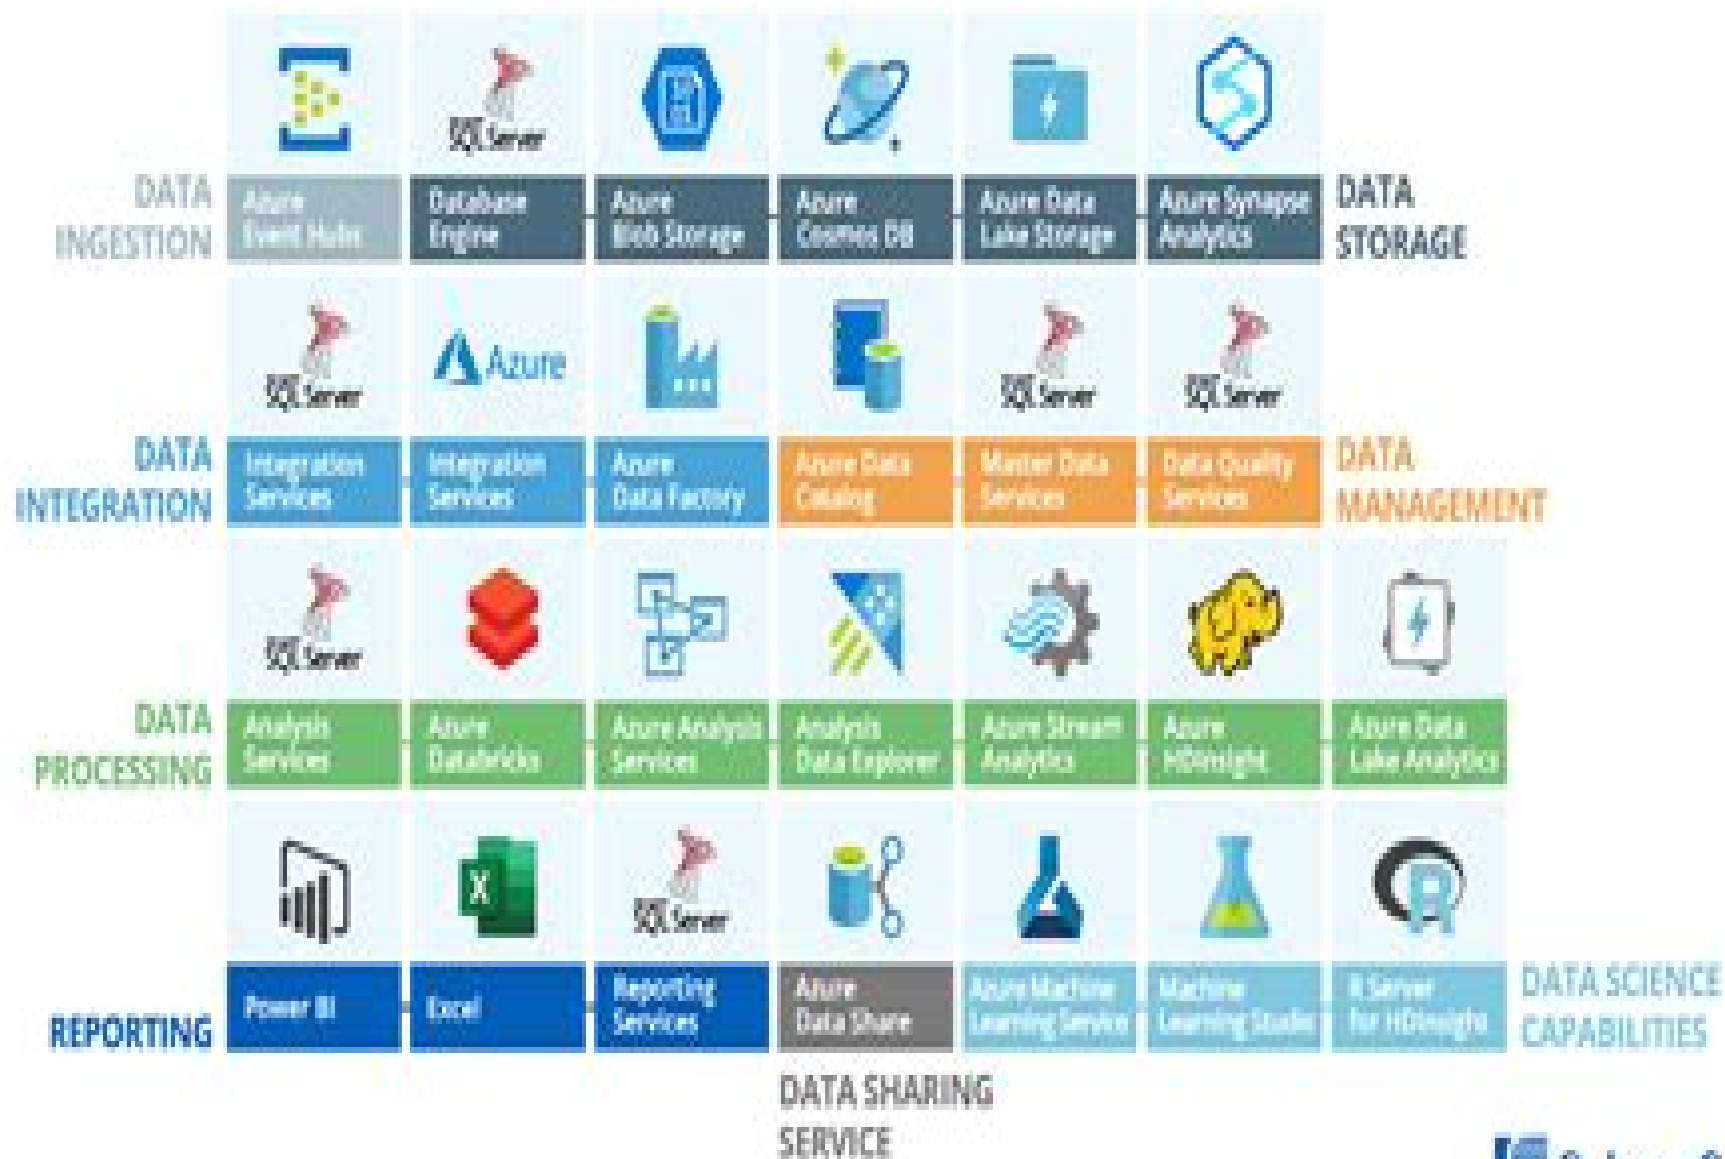 SQL Server
DATA
INGESTION
Azure
Event Hubs
Database
Engine
Azure
Blob Storage
Azure
Cosmos DB
Azure Data
Lake Storage
Azure Synapse
Analytics
DATA
STORAGE
SQL Server
Azure
SQL Server
SQL Server
DATA
INTEGRATION
Integration
Services
Integration
Services
Azure
Data Factory
Azure Data
Catalog
Master Data
Services
Data Quality
Services
DATA
MANAGEMENT
SQL Server
DATA
PROCESSING
Analysis
Services
Azure
Databricks
Azure Analysis
Services
Analysis
Data Explorer
Azure Stream
Analytics
Azure
HDInsight
Azure Data
Lake Analytics
X
SQL Server
R
REPORTING
Power BI
Excel
Reporting
Services
Azure
Data Share
Azure Machine
Learning Service
Machine
Learning Studio
R Server
for HDInsight
DATA SCIENCE
CAPABILITIES
DATA SHARING
SERVICE